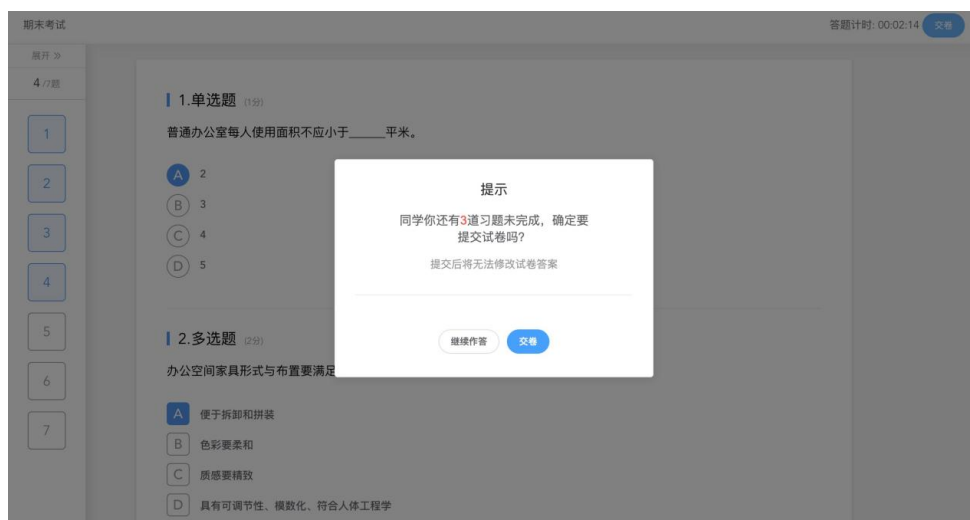 期末考试
答题计时: 00:02:14
交卷
展开 >>
4 /7题
1
2
3
4
5
6
7
1.单选题 (1分)
普通办公室每人使用面积不应小于_____平米。
A 2
B 3
C 4
D 5
2.多选题 (2分)
办公空间家具形式与布置要满足
A 便于拆卸和拼装
B 色彩要柔和
C 质感要精致
D 具有可调节性、模数化、符合人体工程学
提示
同学你还有3道习题未完成，确定要
提交试卷吗?
提交后将无法修改试卷答案
继续作答
交卷